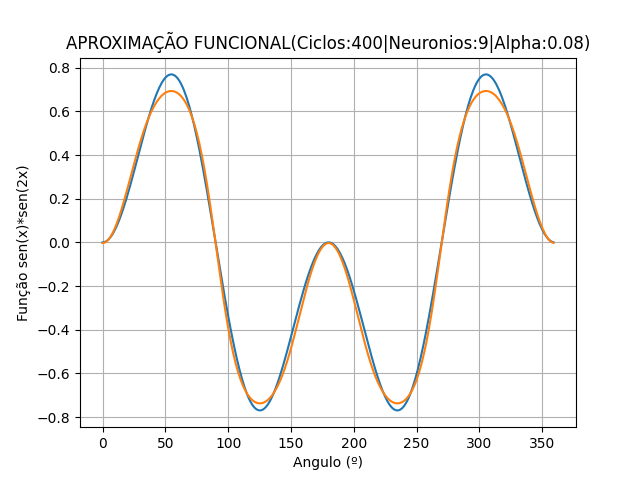 APROXIMAÇÃO FUNCIONAL(Ciclos:400|Neuronios:9|Alpha:0.08)
Função sen(x)*sen(2x)
0.8
0.6
0.4
0.2
0.0
−0.2
−0.4
−0.6
−0.8
0 50 100 150 200 250 300 350
Angulo (º)